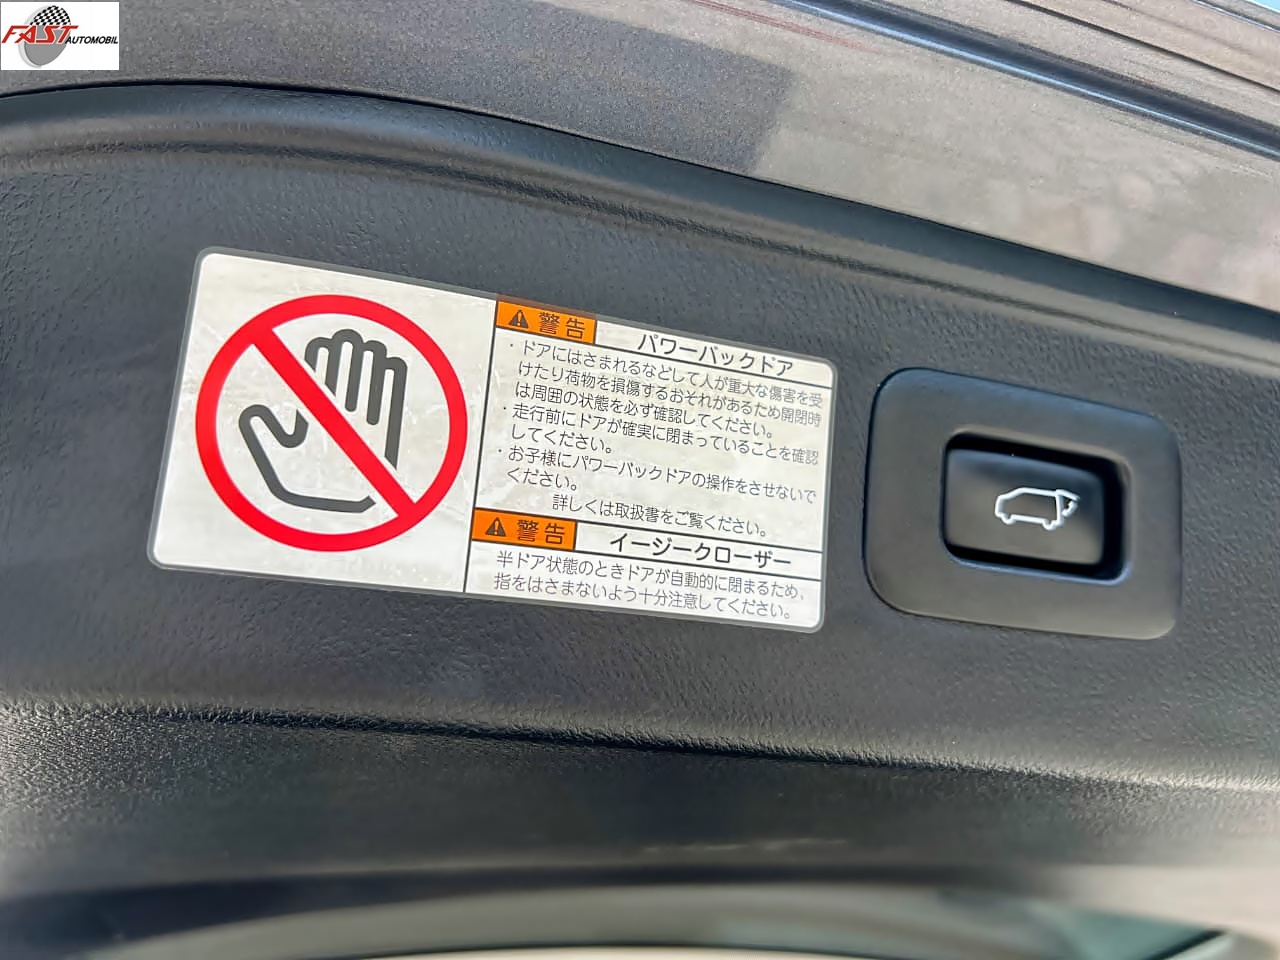 FAST
AUTOMOBIL
警告 パワーバックドア
・ドアにはさまれるなどして人が重大な傷害を受
けたり荷物を損傷するおそれがあるため開閉時
は周囲の状態を必ず確認してください。
・走行前にドアが確実に閉まっていることを確認
してください。
・お子様にパワーバックドアの操作をさせないで
ください。
詳しくは取扱書をご覧ください。
警告 イージークローザー
半ドア状態のときドアが自動的に閉まるため、
指をはさまないよう十分注意してください。